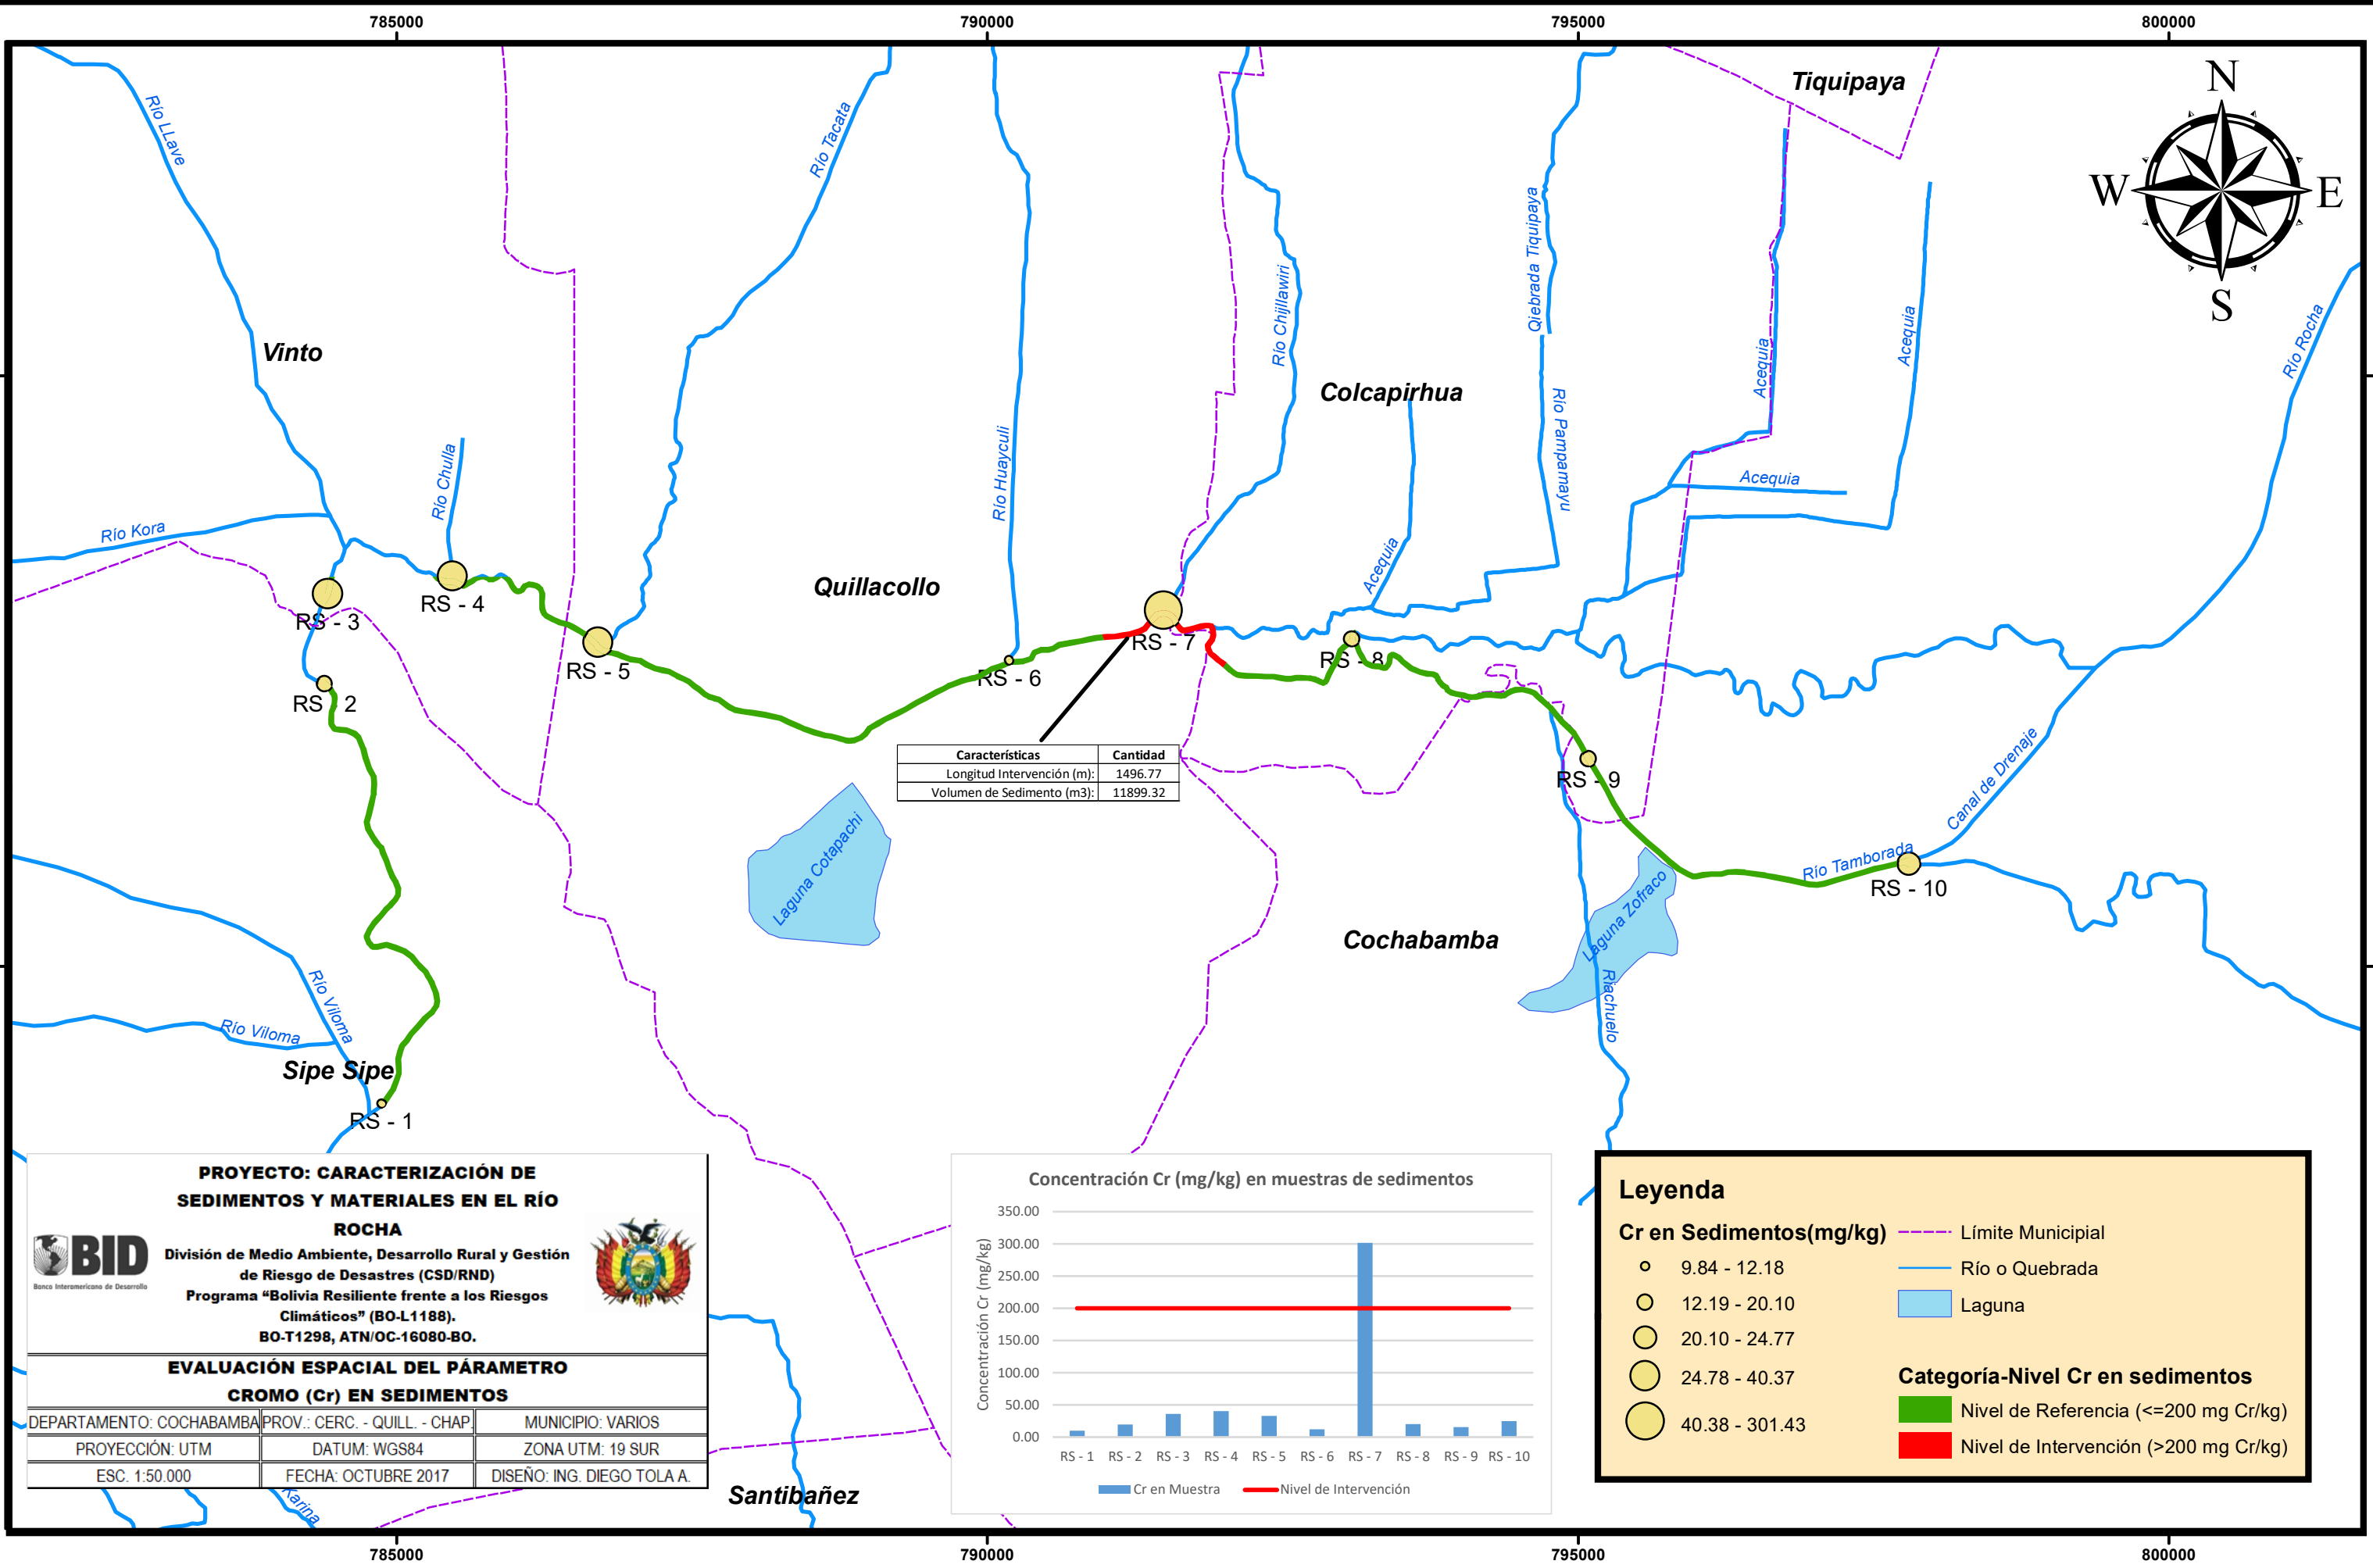 785000
790000
795000
800000
Tiquipaya
N
W
E
S
Río LLave
Río Tacata
Qiebrada Tiquipaya
Río Chijllawiri
Acequia
Acequia
Río Rocha
Vinto
Colcapirhua
Río Chulla
Río Huayculi
Río Pampamayu
Acequia
Río Kora
Acequia
Quillacollo
RS - 3
RS - 4
RS - 5
RS - 6
RS - 7
RS - 8
RS - 2
RS - 9
RS - 10
Características Cantidad
Longitud Intervención (m): 1496.77
Volumen de Sedimento (m3): 11899.32
Canal de Drenaje
Río Tamborada
Laguna Cotapachi
Laguna Zofraco
Cochabamba
Riachuelo
Río Viloma
Río Viloma
Sipe Sipe
RS - 1
PROYECTO: CARACTERIZACIÓN DE
SEDIMENTOS Y MATERIALES EN EL RÍO
ROCHA
BID
Banco Interamericano de Desarrollo
División de Medio Ambiente, Desarrollo Rural y Gestión
de Riesgo de Desastres (CSD/RND)
Programa “Bolivia Resiliente frente a los Riesgos
Climáticos” (BO-L1188).
BO-T1298, ATN/OC-16080-BO.
EVALUACIÓN ESPACIAL DEL PÁRAMETRO
CROMO (Cr) EN SEDIMENTOS
DEPARTAMENTO: COCHABAMBA PROV.: CERC. - QUILL. - CHAP. MUNICIPIO: VARIOS
PROYECCIÓN: UTM DATUM: WGS84 ZONA UTM: 19 SUR
ESC. 1:50.000 FECHA: OCTUBRE 2017 DISEÑO: ING. DIEGO TOLA A.
Karina
Santibañez
Concentración Cr (mg/kg) en muestras de sedimentos
Concentración Cr (mg/kg)
350.00
300.00
250.00
200.00
150.00
100.00
50.00
0.00
RS - 1 RS - 2 RS - 3 RS - 4 RS - 5 RS - 6 RS - 7 RS - 8 RS - 9 RS - 10
Cr en Muestra Nivel de Intervención
Leyenda
Cr en Sedimentos(mg/kg)
9.84 - 12.18
12.19 - 20.10
20.10 - 24.77
24.78 - 40.37
40.38 - 301.43
Límite Municipial
Río o Quebrada
Laguna
Categoría-Nivel Cr en sedimentos
Nivel de Referencia (<=200 mg Cr/kg)
Nivel de Intervención (>200 mg Cr/kg)
785000
790000
795000
800000